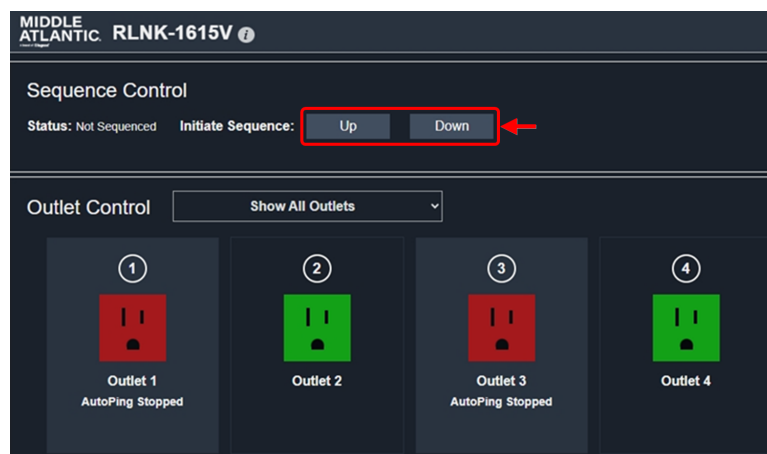 MIDDLE
ATLANTIC. RLNK-1615V i
Sequence Control
Status: Not Sequenced Initiate Sequence: Up Down
Outlet Control Show All Outlets
1 2 3 4
Outlet 1 Outlet 2 Outlet 3 Outlet 4
AutoPing Stopped AutoPing Stopped